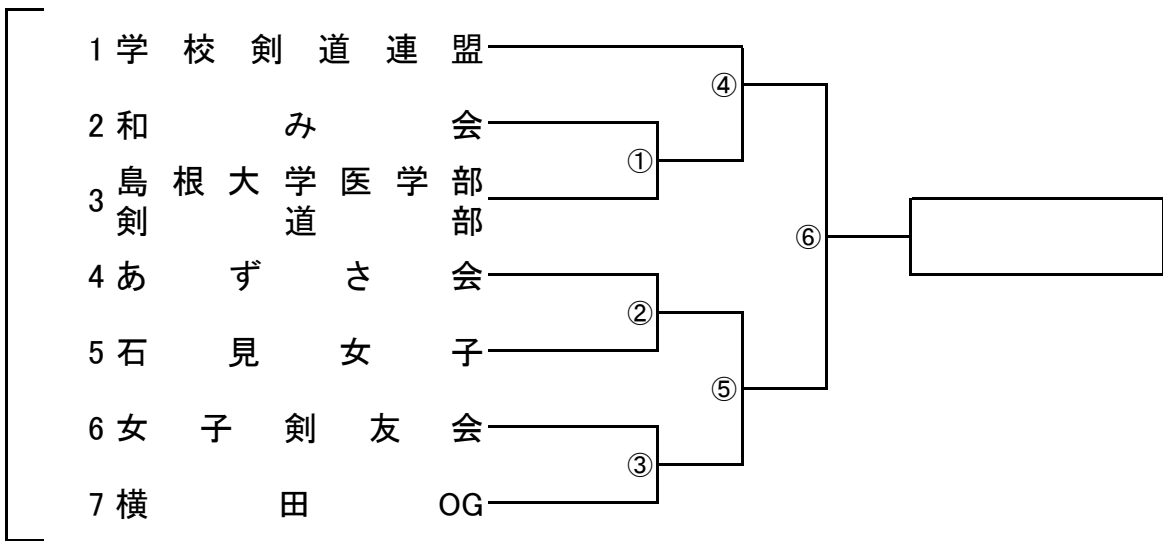 1 学校剣道連盟
④
2 和み会
①
3 島根大学医学部
剣道部
⑥
4 あずさ会
②
5 石見女子
⑤
6 女子剣友会
③
7 横田OG